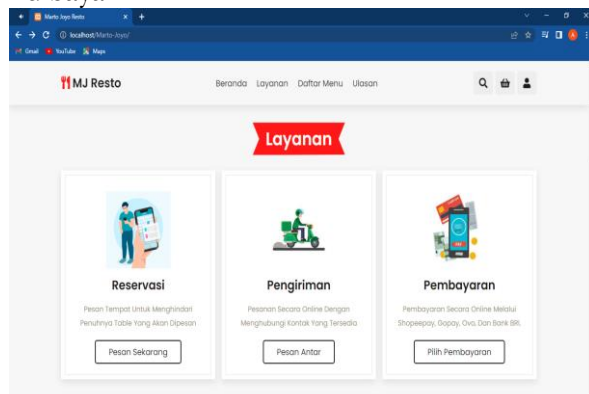 Marto Joyo Resto
localhost/Marto-Joyo/
Gmail YouTube Maps
MJ Resto Beranda Layanan Daftar Menu Ulasan
Layanan
Reservasi
Pesan Tempat Untuk Menghindari
Penuhnya Table Yang Akan Dipesan
Pesan Sekarang
Pengiriman
Pesanan Secara Online Dengan
Menghubungi Kontak Yang Tersedia
Pesan Antar
Pembayaran
Pembayaran Secara Online Melalui
Shopeepay, Gopay, Ovo, Dan Bank BRI.
Pilih Pembayaran